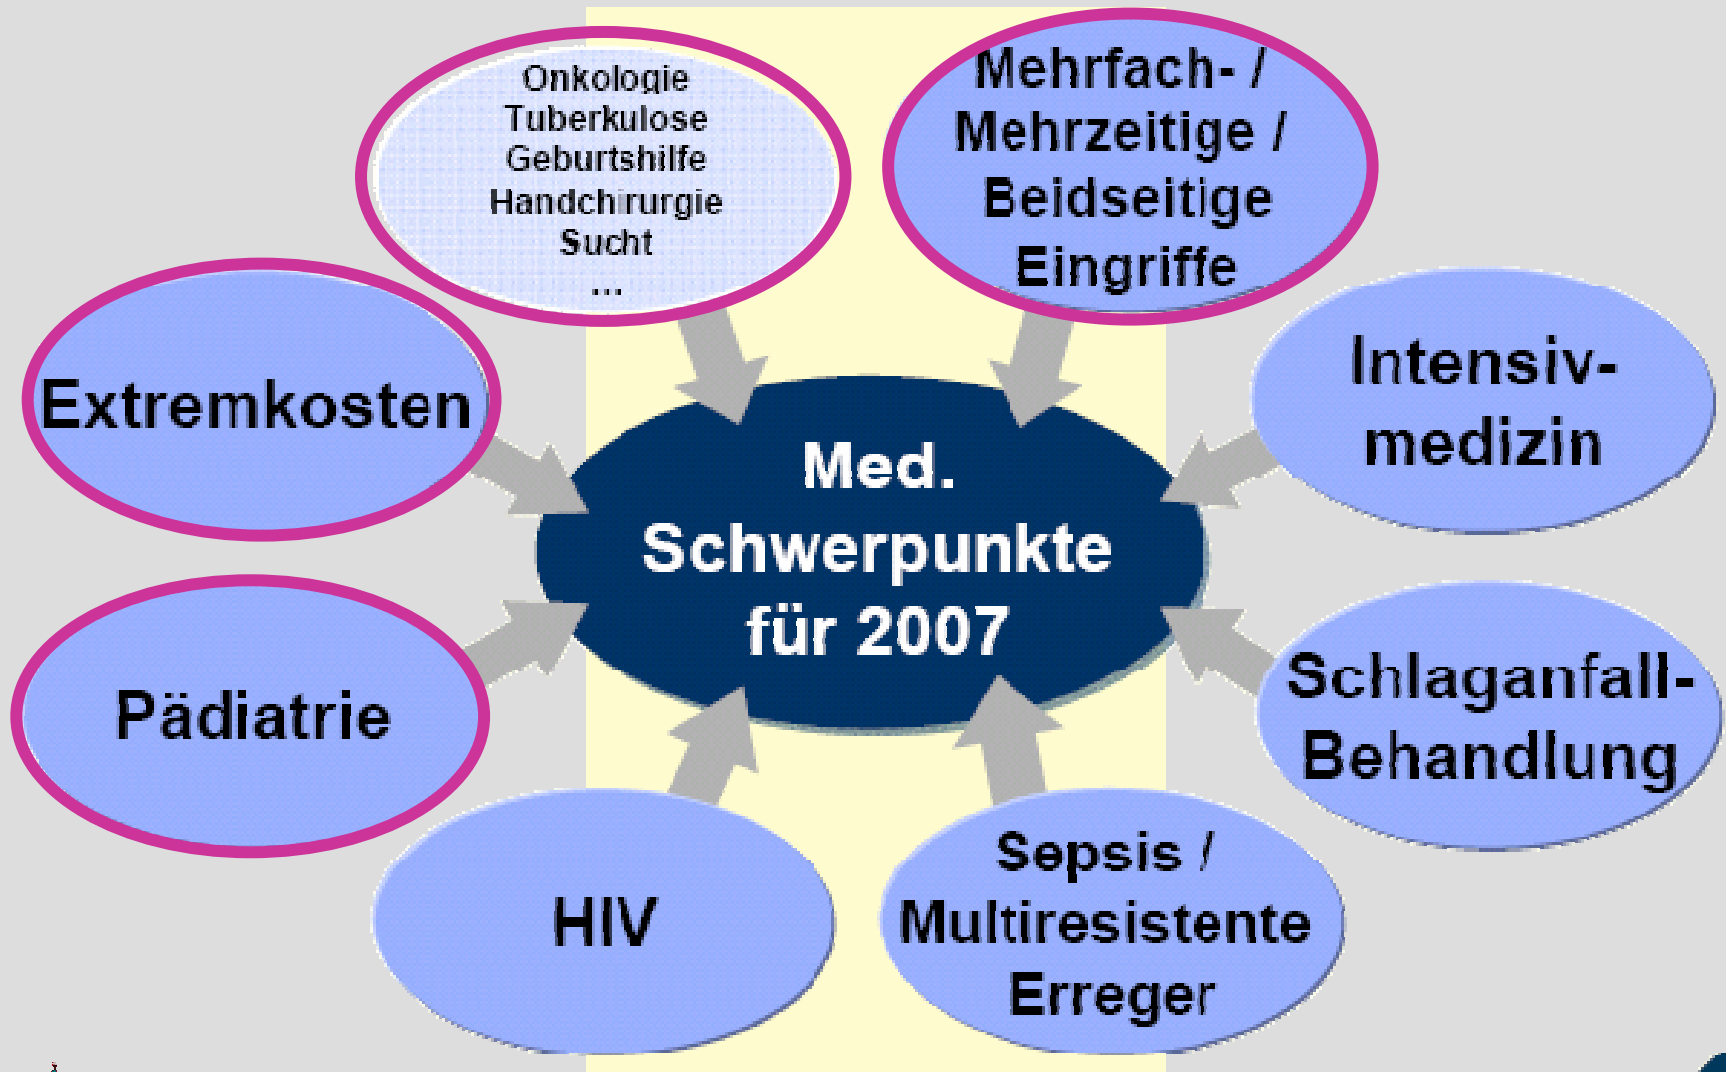 Onkologie
Tuberkulose
Geburtshilfe
Handchirurgie
Sucht
...
Mehrfach- /
Mehrzeitige /
Beidseitige
Eingriffe
Extremkosten
Intensiv-
medizin
Med.
Schwerpunkte
für 2007
Pädiatrie
Schlaganfall-
Behandlung
HIV
Sepsis /
Multiresistente
Erreger